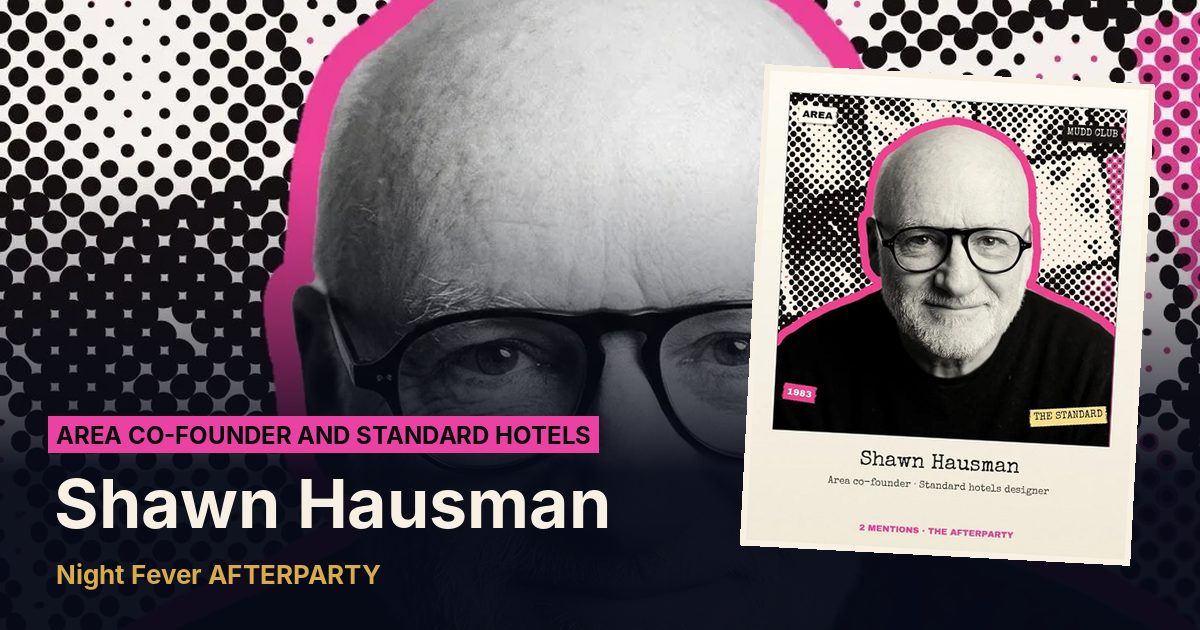 AREA CO-FOUNDER AND STANDARD HOTELS
Shawn Hausman
Night Fever AFTERPARTY
AREA
MUDD CLUB
1983
THE STANDARD
Shawn Hausman
Area co-founder · Standard hotels designer
2 MENTIONS · THE AFTERPARTY